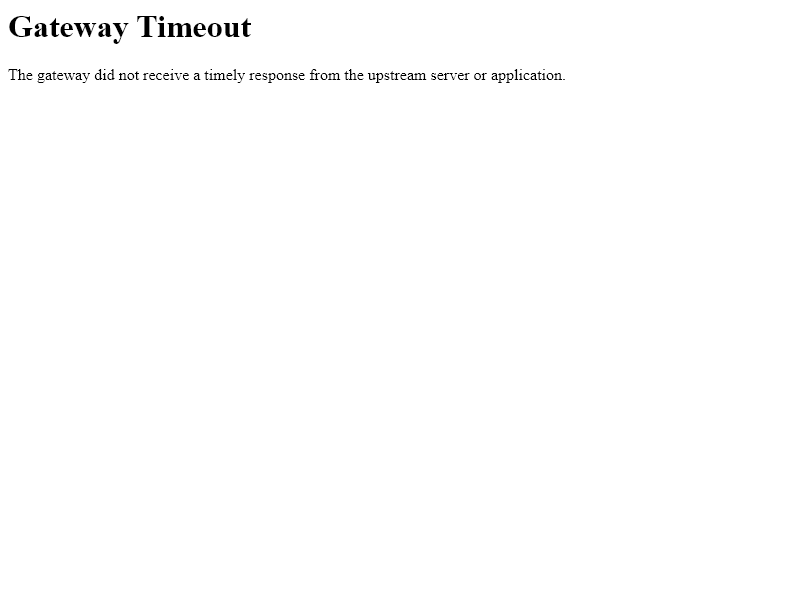 Gateway Timeout
The gateway did not receive a timely response from the upstream server or application.